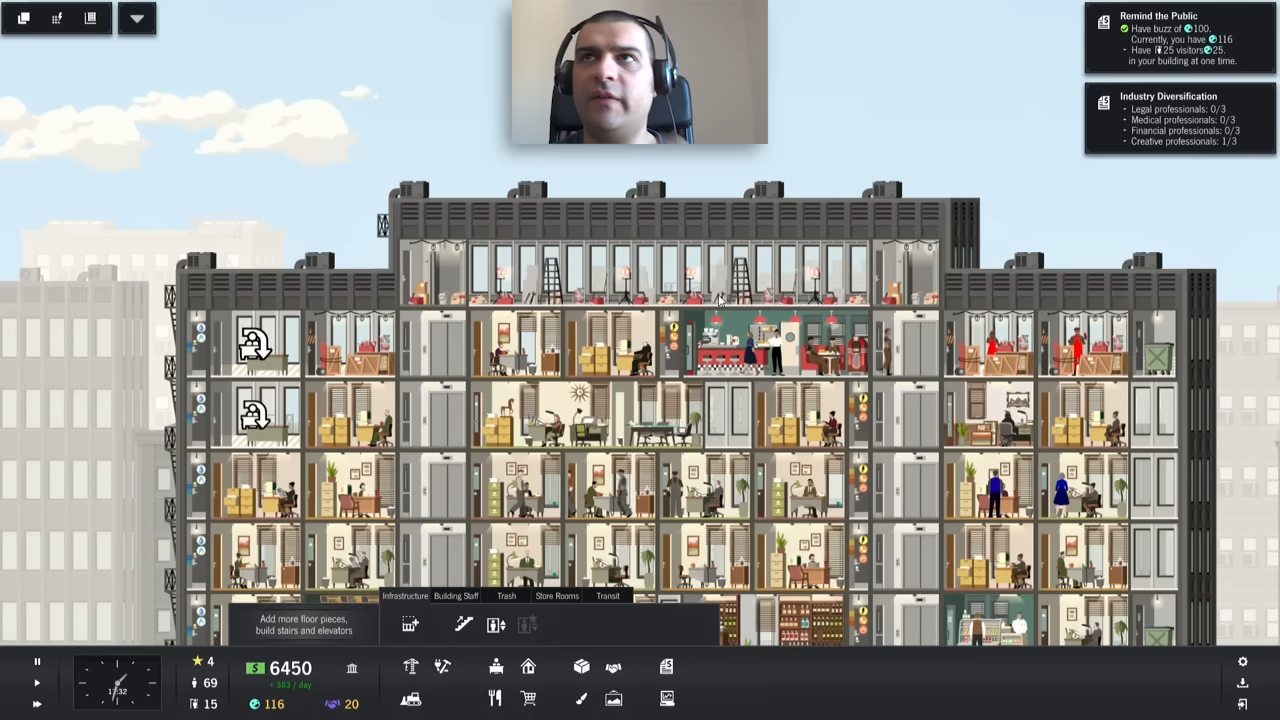 Remind the Public
Have buzz of 100.
Currently, you have 116
- Have 25 visitors 25.
in your building at one time.
Industry Diversification
- Legal professionals: 0/3
- Medical professionals: 0/3
- Financial professionals: 0/3
- Creative professionals: 1/3
Infrastructure
Building Staff
Trash
Store Rooms
Transit
Add more floor pieces,
build stairs and elevators
4
69
15
$ 6450
+ 383 / day
116
20